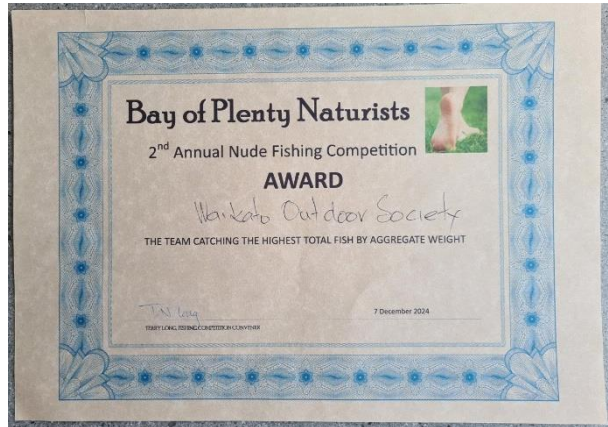 Bay of Plenty Naturists
2nd Annual Nude Fishing Competition
AWARD
Waikato Outdoor Society
THE TEAM CATCHING THE HIGHEST TOTAL FISH BY AGGREGATE WEIGHT
T.N. Long
7 December 2024
TERRY LONG, FISHING COMPETITION CONVENER